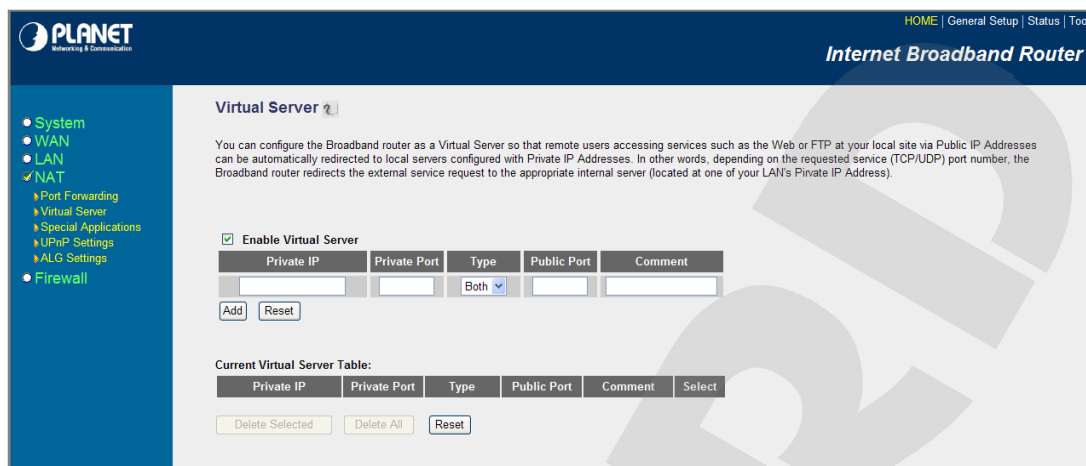 PLANET
Networking & Communication
HOME | General Setup | Status | Too
Internet Broadband Router
System
WAN
LAN
NAT
Port Forwarding
Virtual Server
Special Applications
UPnP Settings
ALG Settings
Firewall
Virtual Server
You can configure the Broadband router as a Virtual Server so that remote users accessing services such as the Web or FTP at your local site via Public IP Addresses
can be automatically redirected to local servers configured with Private IP Addresses. In other words, depending on the requested service (TCP/UDP) port number, the
Broadband router redirects the external service request to the appropriate internal server (located at one of your LAN's Private IP Address).
Enable Virtual Server
Private IP Private Port Type Public Port Comment
Both
Add Reset
Current Virtual Server Table:
Private IP Private Port Type Public Port Comment Select
Delete Selected Delete All Reset